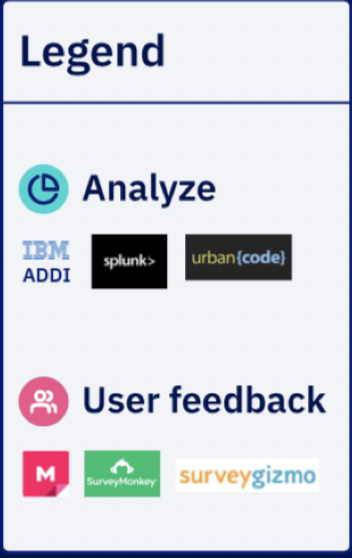 Legend
Analyze
IBM
ADDI
splunk>
urban{code}
User feedback
M
SurveyMonkey
surveygizmo